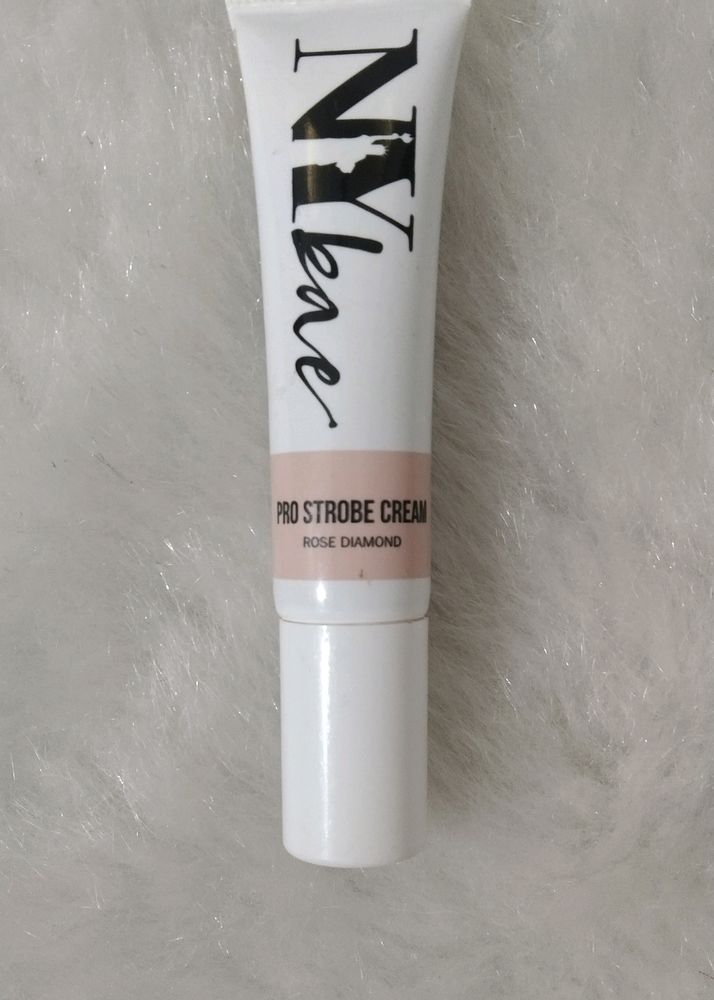 NY
bae
PRO STROBE CREAM
ROSE DIAMOND